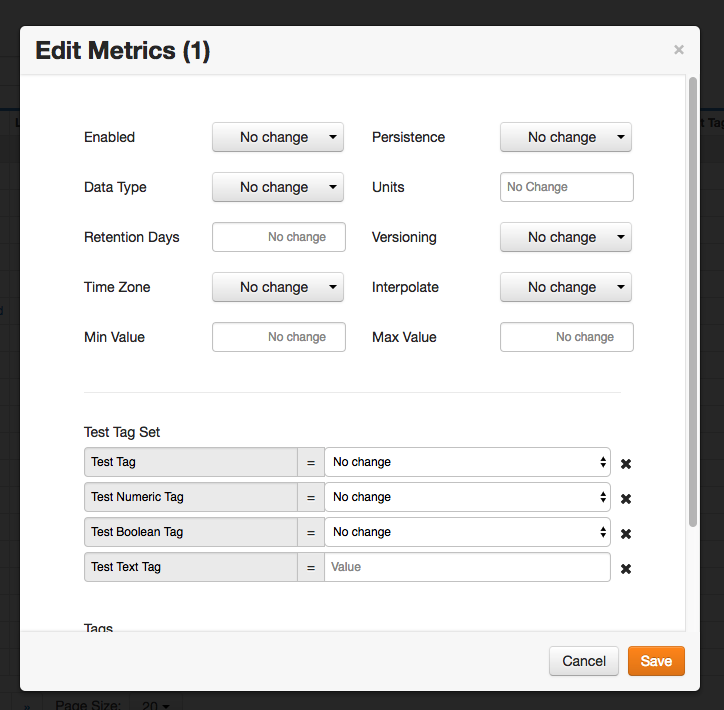 Edit Metrics (1)
×
Enabled No change Persistence No change
Data Type No change Units No Change
Retention Days No change Versioning No change
Time Zone No change Interpolate No change
Min Value No change Max Value No change
Test Tag Set
Test Tag = No change
Test Numeric Tag = No change
Test Boolean Tag = No change
Test Text Tag = Value
Tags
Cancel Save
Page Size: 20